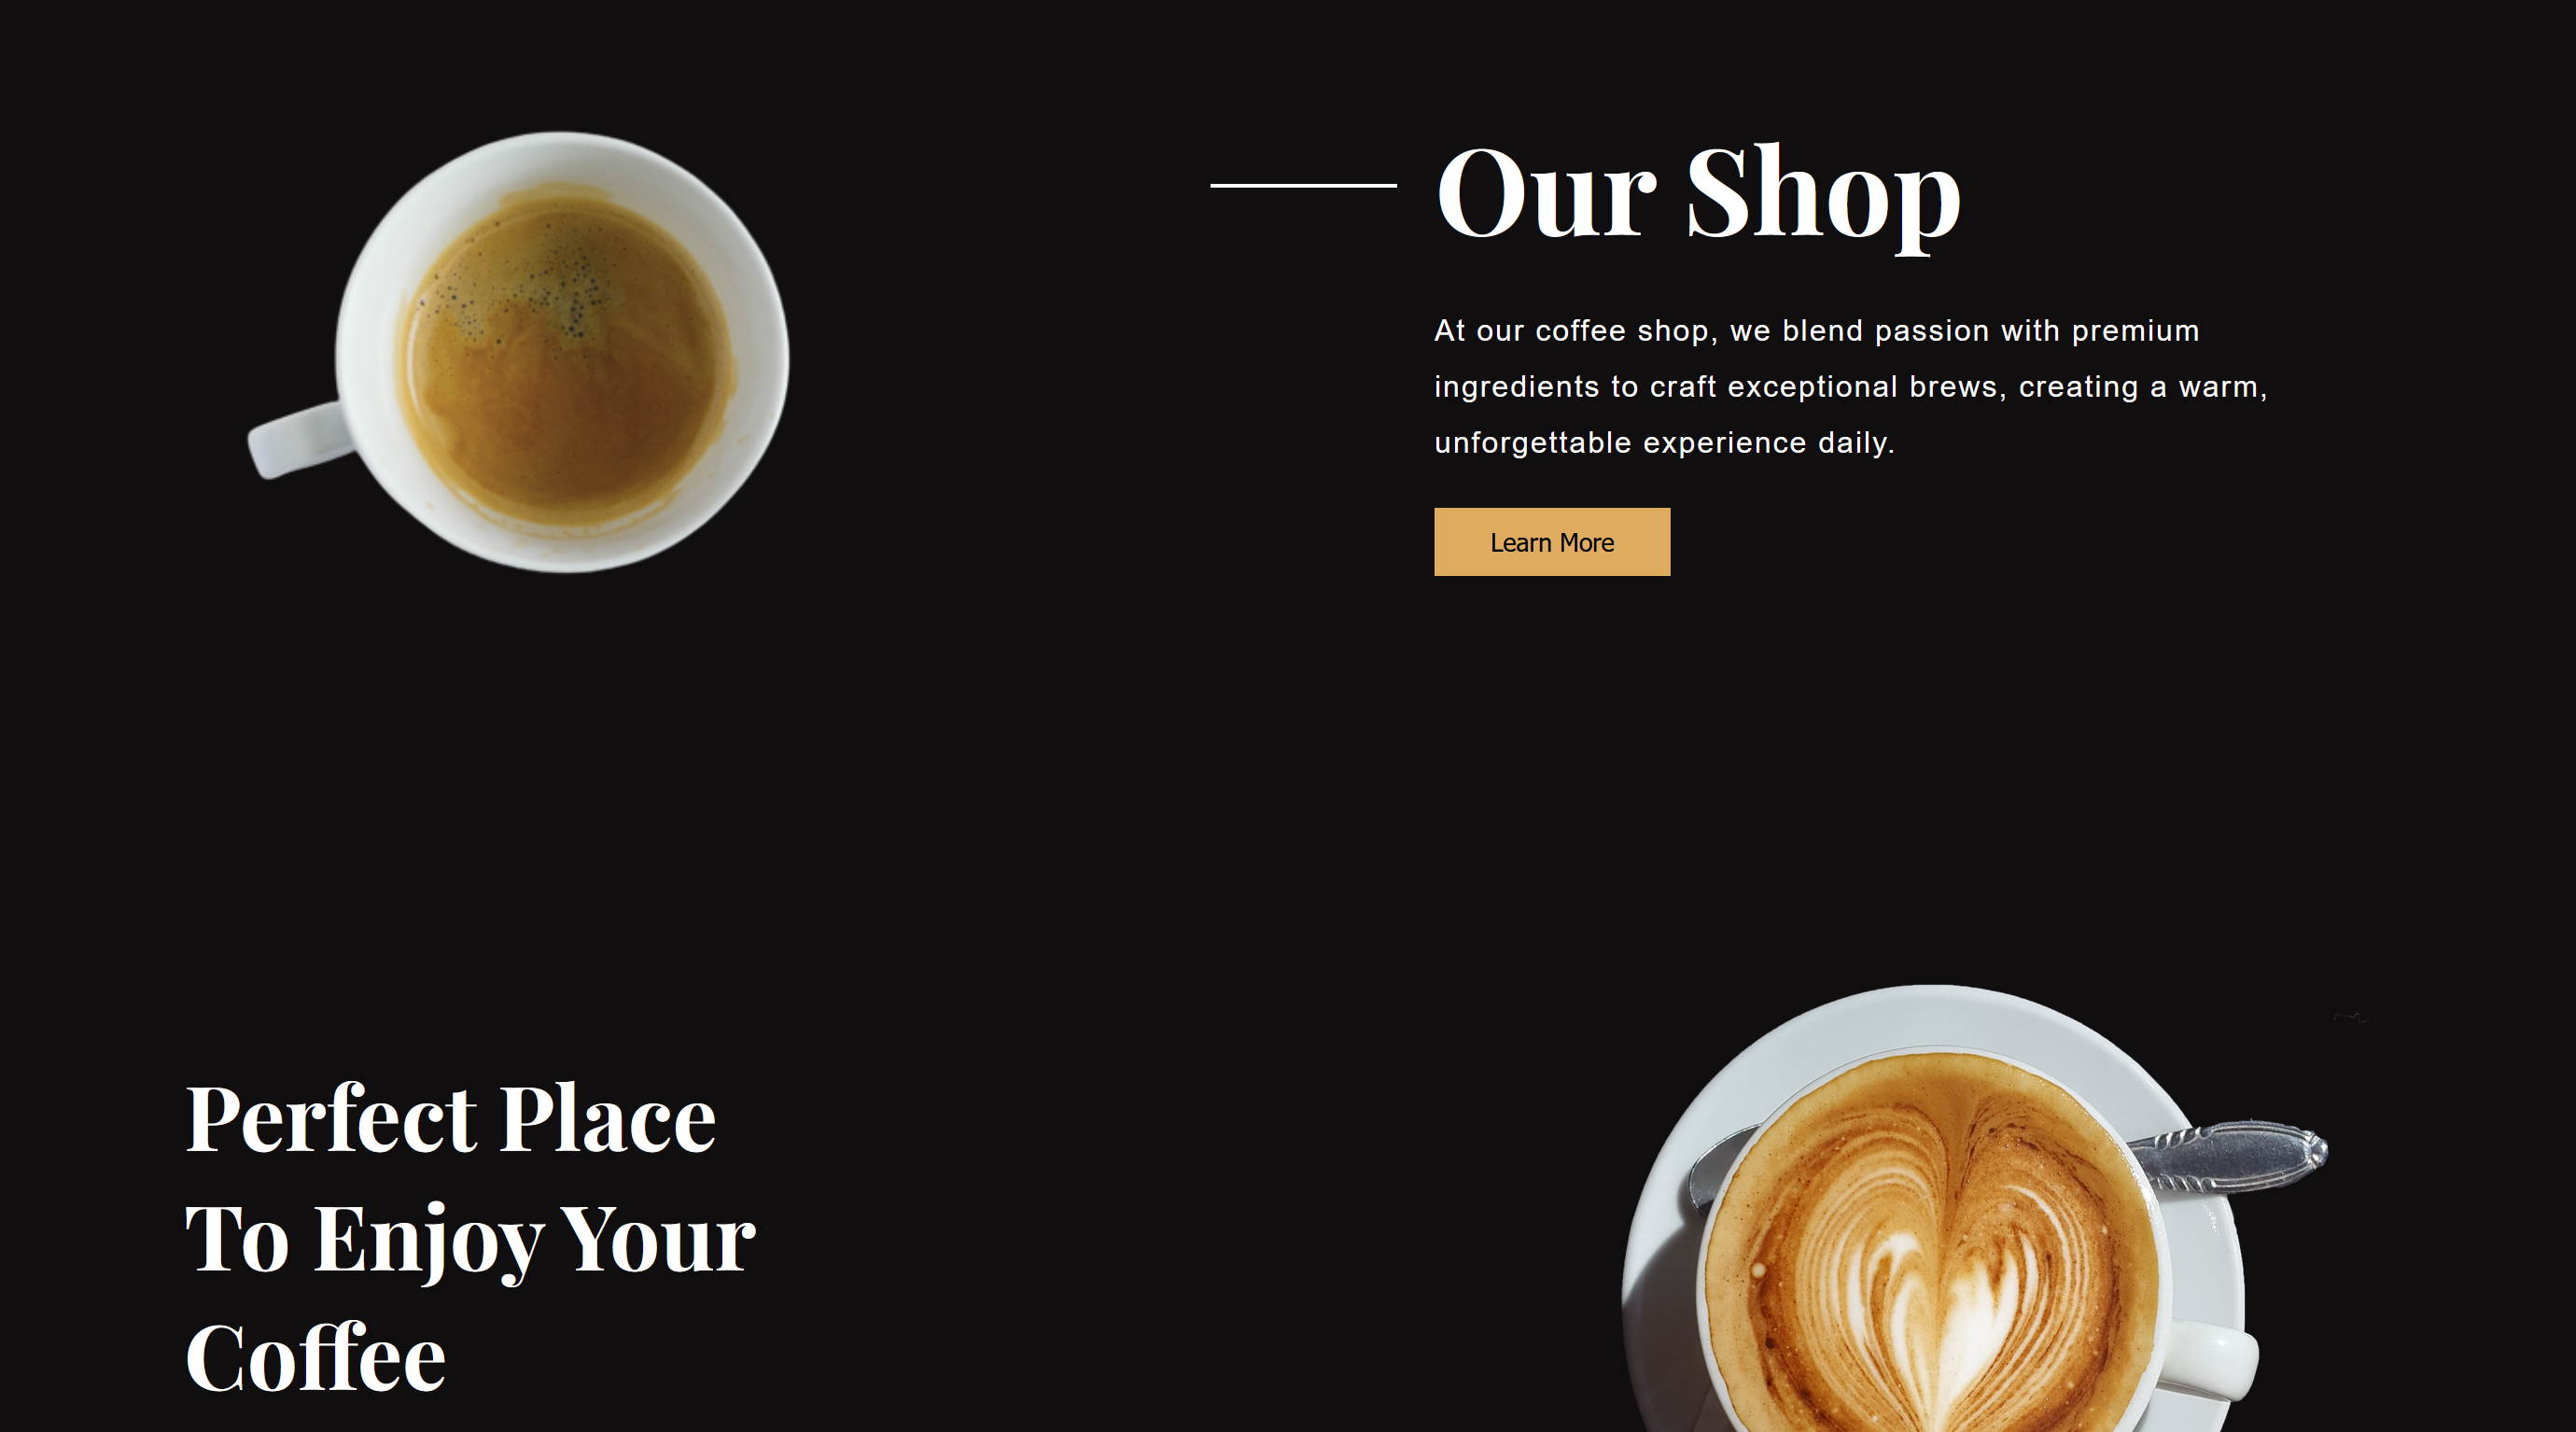 Our Shop
At our coffee shop, we blend passion with premium
ingredients to craft exceptional brews, creating a warm,
unforgettable experience daily.
Learn More
Perfect Place
To Enjoy Your
Coffee